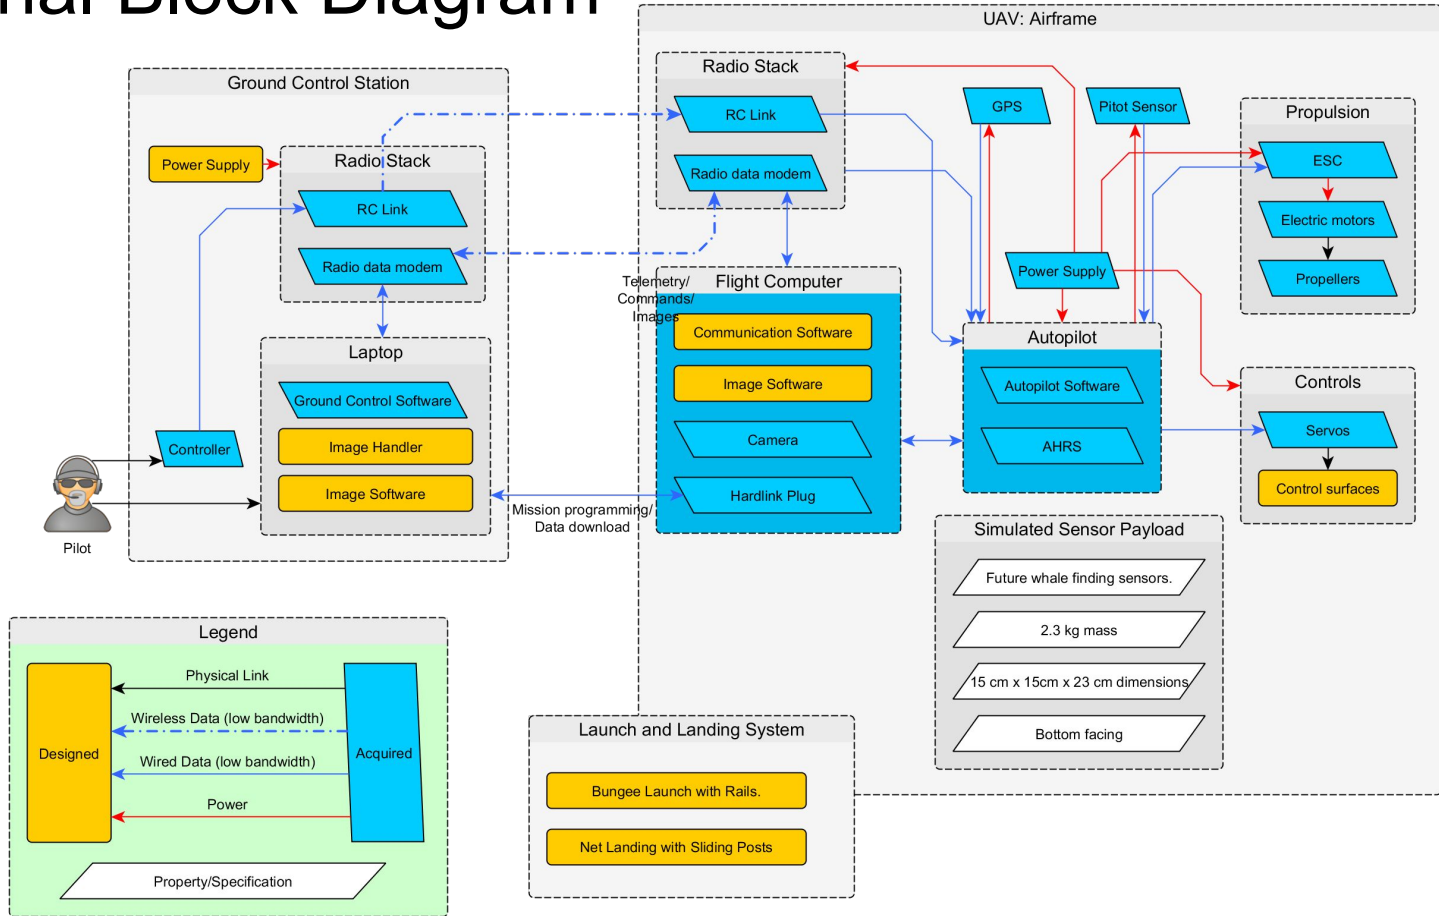 nal Block Diagram
UAV: Airframe
Ground Control Station
Power Supply
Radio Stack
RC Link
Radio data modem
Laptop
Ground Control Software
Image Handler
Image Software
Controller
Pilot
Radio Stack
RC Link
Radio data modem
Telemetry/
Commands/
Images
Flight Computer
Communication Software
Image Software
Camera
Hardlink Plug
Mission programming/
Data download
GPS
Pitot Sensor
Power Supply
Autopilot
Autopilot Software
AHRS
Propulsion
ESC
Electric motors
Propellers
Controls
Servos
Control surfaces
Simulated Sensor Payload
Future whale finding sensors.
2.3 kg mass
15 cm x 15cm x 23 cm dimensions
Bottom facing
Launch and Landing System
Bungee Launch with Rails.
Net Landing with Sliding Posts
Legend
Designed
Physical Link
Wireless Data (low bandwidth)
Wired Data (low bandwidth)
Power
Acquired
Property/Specification